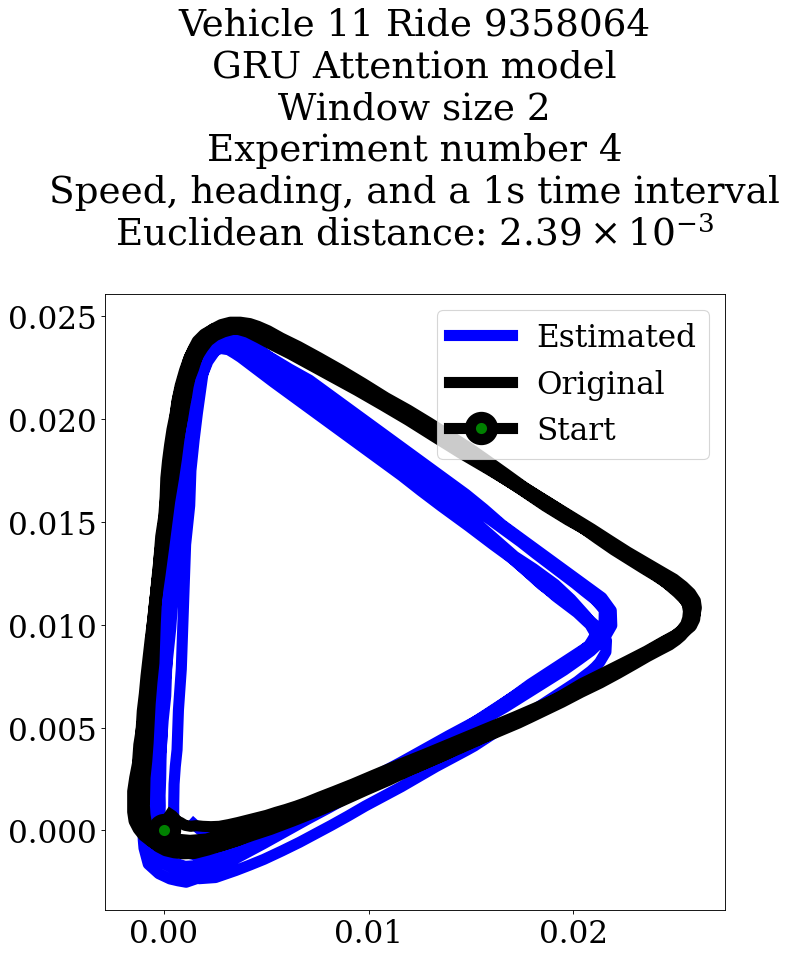 Vehicle 11 Ride 9358064
GRU Attention model
Window size 2
Experiment number 4
Speed, heading, and a 1s time interval
Euclidean distance: 2.39 × 10⁻³
0.025
0.020
0.015
0.010
0.005
0.000
Estimated
Original
Start
0.00 0.01 0.02